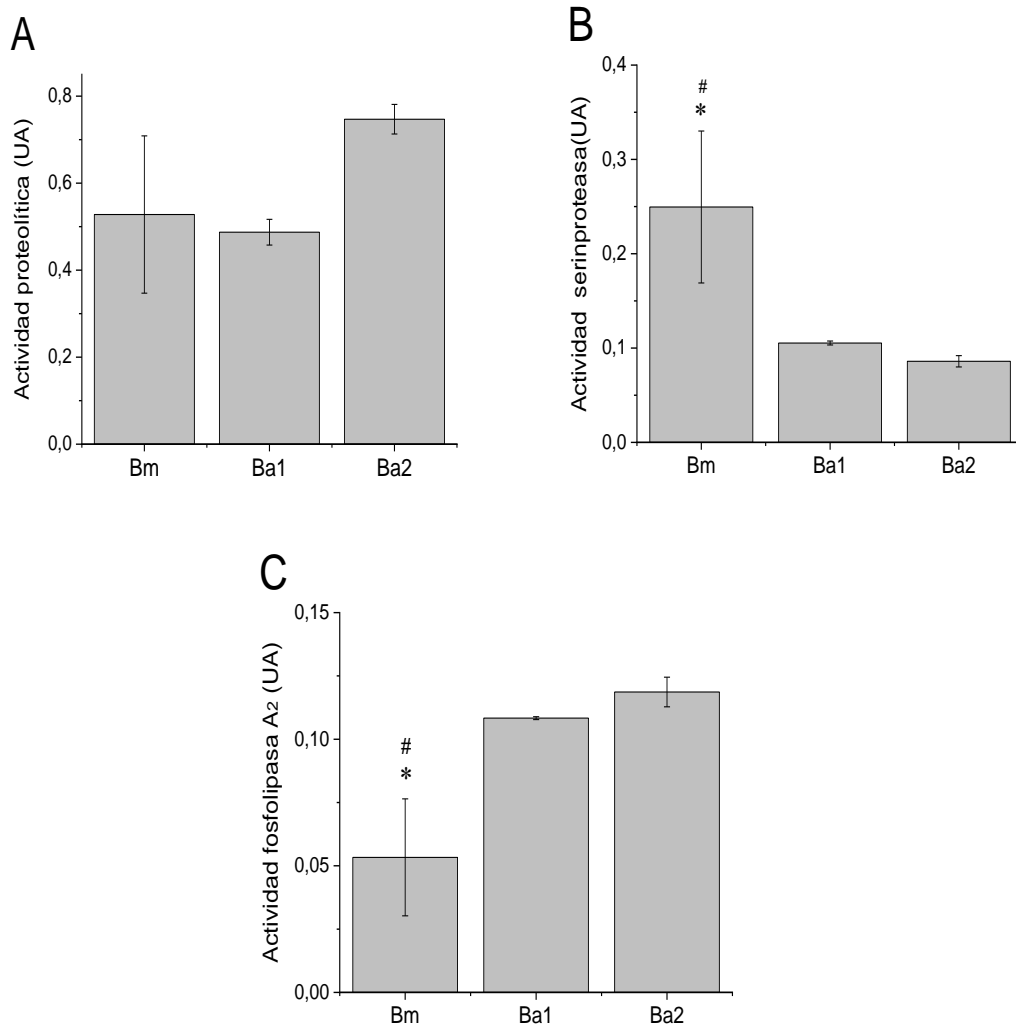 A
Actividad proteolítica (UA)
0,8
0,6
0,4
0,2
0,0
Bm Ba1 Ba2
B
Actividad serinproteasa(UA)
0,4
0,3
0,2
0,1
0,0
#
*
Bm Ba1 Ba2
C
Actividad fosfolipasa A2 (UA)
0,15
0,10
0,05
0,00
#
*
Bm Ba1 Ba2